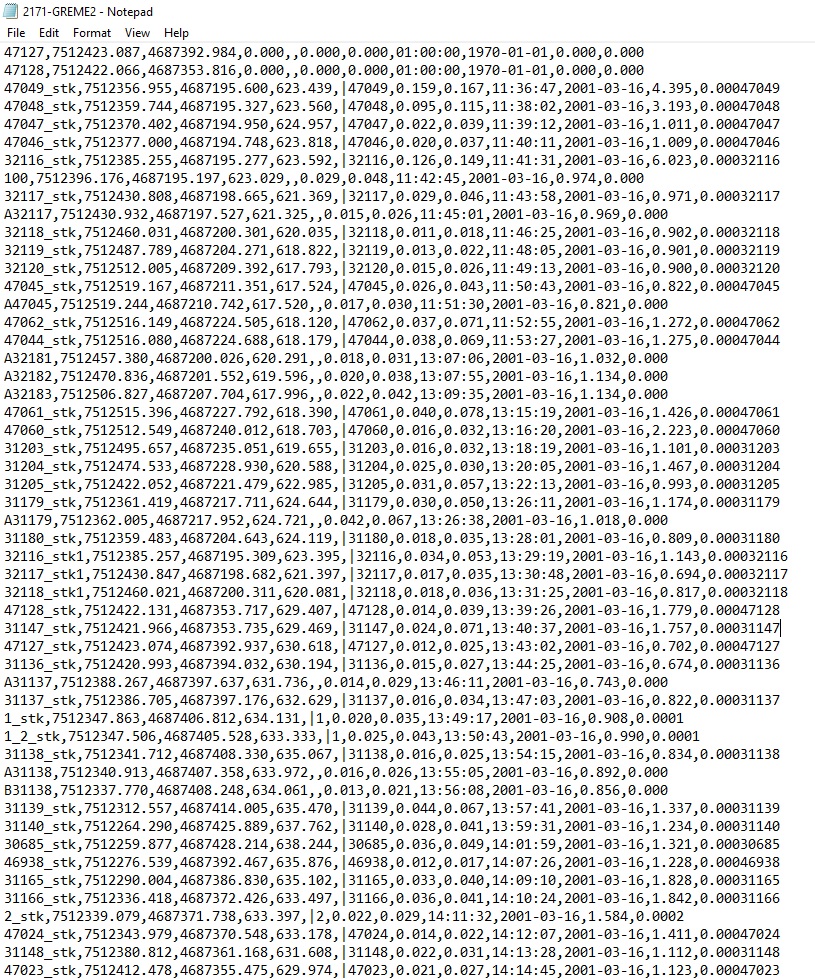 2171-GREME2 - Notepad
File Edit Format View Help
47127,7512423.087,4687392.984,0.000,,0.000,0.000,01:00:00,1970-01-01,0.000,0.000
47128,7512422.066,4687353.816,0.000,,0.000,0.000,01:00:00,1970-01-01,0.000,0.000
47049_stk,7512356.955,4687195.600,623.439,|47049,0.159,0.167,11:36:47,2001-03-16,4.395,0.00047049
47048_stk,7512359.744,4687195.327,623.560,|47048,0.095,0.115,11:38:02,2001-03-16,3.193,0.00047048
47047_stk,7512370.402,4687194.950,624.957,|47047,0.022,0.039,11:39:12,2001-03-16,1.011,0.00047047
47046_stk,7512377.000,4687194.748,623.818,|47046,0.020,0.037,11:40:11,2001-03-16,1.009,0.00047046
32116_stk,7512385.255,4687195.277,623.592,|32116,0.126,0.149,11:41:31,2001-03-16,6.023,0.00032116
100,7512396.176,4687195.197,623.029,,0.029,0.048,11:42:45,2001-03-16,0.974,0.000
32117_stk,7512430.808,4687198.665,621.369,|32117,0.029,0.046,11:43:58,2001-03-16,0.971,0.00032117
A32117,7512430.932,4687197.527,621.325,,0.015,0.026,11:45:01,2001-03-16,0.969,0.000
32118_stk,7512460.031,4687200.301,620.035,|32118,0.011,0.018,11:46:25,2001-03-16,0.902,0.00032118
32119_stk,7512487.789,4687204.271,618.822,|32119,0.013,0.022,11:48:05,2001-03-16,0.901,0.00032119
32120_stk,7512512.005,4687209.392,617.793,|32120,0.015,0.026,11:49:13,2001-03-16,0.900,0.00032120
47045_stk,7512519.167,4687211.351,617.524,|47045,0.026,0.043,11:50:43,2001-03-16,0.822,0.00047045
A47045,7512519.244,4687210.742,617.520,,0.017,0.030,11:51:30,2001-03-16,0.821,0.000
47062_stk,7512516.149,4687224.505,618.120,|47062,0.037,0.071,11:52:55,2001-03-16,1.272,0.00047062
47044_stk,7512516.080,4687224.688,618.179,|47044,0.038,0.069,11:53:27,2001-03-16,1.275,0.00047044
A32181,7512457.380,4687200.026,620.291,,0.018,0.031,13:07:06,2001-03-16,1.032,0.000
A32182,7512470.836,4687201.552,619.596,,0.020,0.038,13:07:55,2001-03-16,1.134,0.000
A32183,7512506.827,4687207.704,617.996,,0.022,0.042,13:09:35,2001-03-16,1.134,0.000
47061_stk,7512515.396,4687227.792,618.390,|47061,0.040,0.078,13:15:19,2001-03-16,1.426,0.00047061
47060_stk,7512512.549,4687240.012,618.703,|47060,0.016,0.032,13:16:20,2001-03-16,2.223,0.00047060
31203_stk,7512495.657,4687235.051,619.655,|31203,0.016,0.032,13:18:19,2001-03-16,1.101,0.00031203
31204_stk,7512474.533,4687228.930,620.588,|31204,0.025,0.030,13:20:05,2001-03-16,1.467,0.00031204
31205_stk,7512422.052,4687221.479,622.985,|31205,0.031,0.057,13:22:13,2001-03-16,0.993,0.00031205
31179_stk,7512361.419,4687217.711,624.644,|31179,0.030,0.050,13:26:11,2001-03-16,1.174,0.00031179
A31179,7512362.005,4687217.952,624.721,,0.042,0.067,13:26:38,2001-03-16,1.018,0.000
31180_stk,7512359.483,4687204.643,624.119,|31180,0.018,0.035,13:28:01,2001-03-16,0.809,0.00031180
32116_stk1,7512385.257,4687195.309,623.395,|32116,0.034,0.053,13:29:19,2001-03-16,1.143,0.00032116
32117_stk1,7512430.847,4687198.682,621.397,|32117,0.017,0.035,13:30:48,2001-03-16,0.694,0.00032117
32118_stk1,7512460.021,4687200.311,620.081,|32118,0.018,0.036,13:31:25,2001-03-16,0.817,0.00032118
47128_stk,7512422.131,4687353.717,629.407,|47128,0.014,0.039,13:39:26,2001-03-16,1.779,0.00047128
31147_stk,7512421.966,4687353.735,629.469,|31147,0.024,0.071,13:40:37,2001-03-16,1.757,0.00031147
47127_stk,7512423.074,4687392.937,630.618,|47127,0.012,0.025,13:43:02,2001-03-16,0.702,0.00047127
31136_stk,7512420.993,4687394.032,630.194,|31136,0.015,0.027,13:44:25,2001-03-16,0.674,0.00031136
A31137,7512388.267,4687397.637,631.736,,0.014,0.029,13:46:11,2001-03-16,0.743,0.000
31137_stk,7512386.705,4687397.176,632.629,|31137,0.016,0.034,13:47:03,2001-03-16,0.822,0.00031137
1_stk,7512347.863,4687406.812,634.131,|1,0.020,0.035,13:49:17,2001-03-16,0.908,0.0001
1_2_stk,7512347.506,4687405.528,633.333,|1,0.025,0.043,13:50:43,2001-03-16,0.990,0.0001
31138_stk,7512341.712,4687408.330,635.067,|31138,0.016,0.025,13:54:15,2001-03-16,0.834,0.00031138
A31138,7512340.913,4687407.358,633.972,,0.016,0.026,13:55:05,2001-03-16,0.892,0.000
B31138,7512337.770,4687408.248,634.061,,0.013,0.021,13:56:08,2001-03-16,0.856,0.000
31139_stk,7512312.557,4687414.005,635.470,|31139,0.044,0.067,13:57:41,2001-03-16,1.337,0.00031139
31140_stk,7512264.290,4687425.889,637.762,|31140,0.028,0.041,13:59:31,2001-03-16,1.234,0.00031140
30685_stk,7512259.877,4687428.214,638.244,|30685,0.036,0.049,14:01:59,2001-03-16,1.321,0.00030685
46938_stk,7512276.539,4687392.467,635.876,|46938,0.012,0.017,14:07:26,2001-03-16,1.228,0.00046938
31165_stk,7512290.004,4687386.830,635.102,|31165,0.033,0.040,14:09:10,2001-03-16,1.828,0.00031165
31166_stk,7512336.418,4687372.426,633.497,|31166,0.036,0.041,14:10:24,2001-03-16,1.842,0.00031166
2_stk,7512339.079,4687371.738,633.397,|2,0.022,0.029,14:11:32,2001-03-16,1.584,0.0002
47024_stk,7512343.979,4687370.548,633.178,|47024,0.014,0.022,14:12:07,2001-03-16,1.411,0.00047024
31148_stk,7512380.812,4687361.168,631.608,|31148,0.022,0.031,14:13:28,2001-03-16,1.112,0.00031148
47023_stk,7512412.478,4687355.475,629.974,|47023,0.021,0.027,14:14:45,2001-03-16,1.123,0.00047023